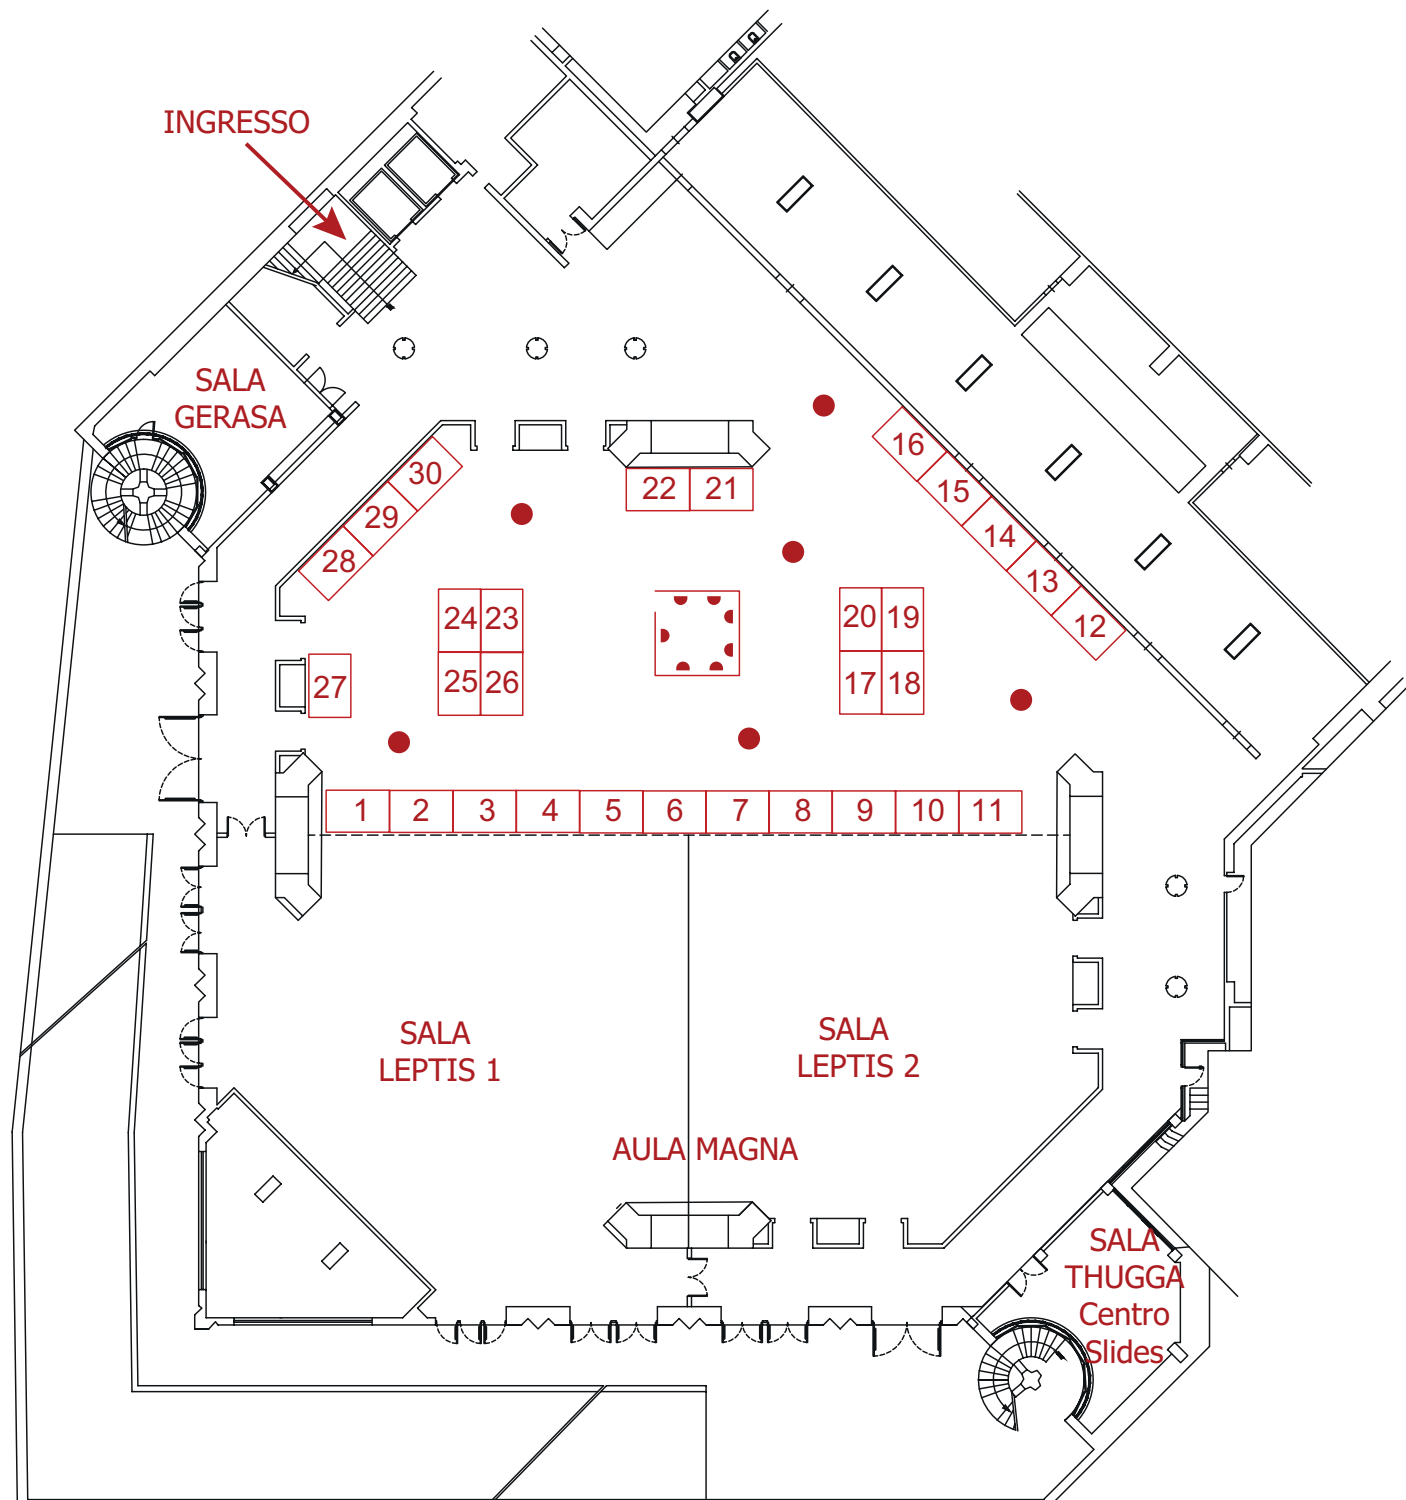 INGRESSO
SALA
GERASA
30
29
28
22 21
16
15
14
13
12
24 23
25 26
20 19
17 18
27
1 2 3 4 5 6 7 8 9 10 11
SALA
LEPTIS 1
SALA
LEPTIS 2
AULA MAGNA
SALA
THUGGA
Centro
Slides